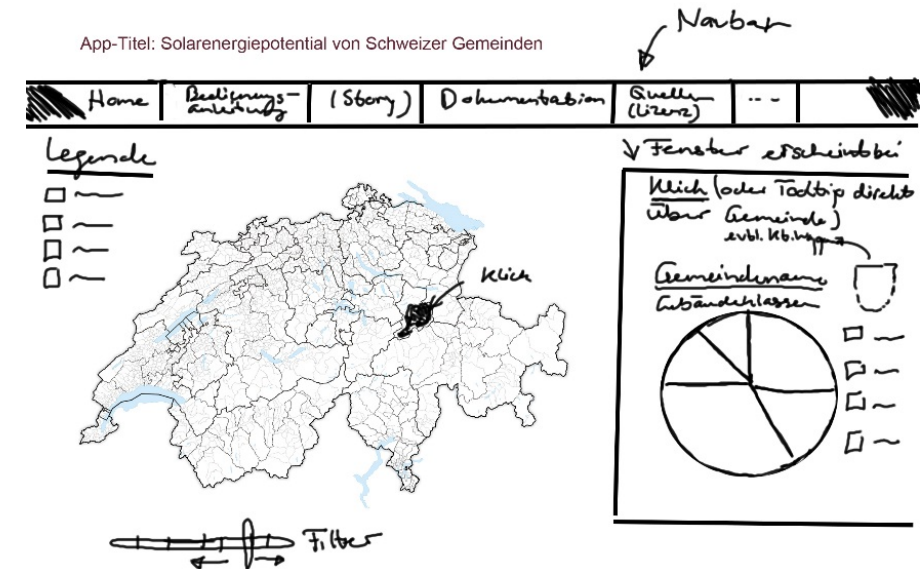 App-Titel: Solarenergiepotential von Schweizer Gemeinden
Navbar
Home
Bedienungs-
anleitung
(Story)
Dokumentation
Quellen
(Lizenz)
...
Legende
↓ Fenster erscheint bei
Klick (oder Tooltip direkt
über Gemeinde)
evtl. Kt.
Klick
Gemeindename
Gebäudeklassen
Filter